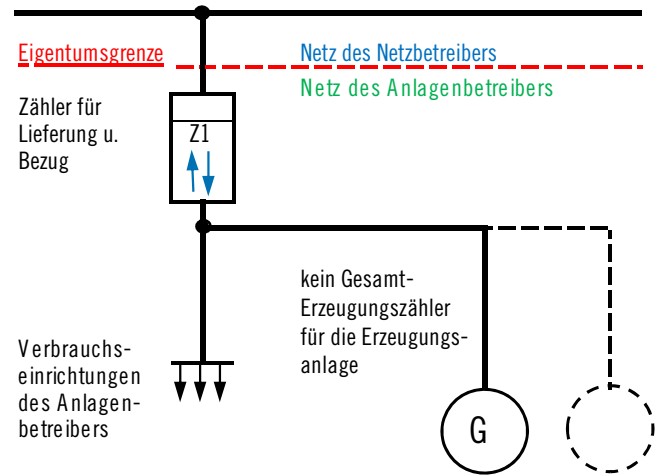 Eigentumsgrenze
Netz des Netzbetreibers
Netz des Anlagenbetreibers
Zähler für
Lieferung u.
Bezug
Z1
kein Gesamt-
Erzeugungszähler
für die Erzeugungs-
anlage
Verbrauchs-
einrichtungen
des Anlagen-
betreibers
G